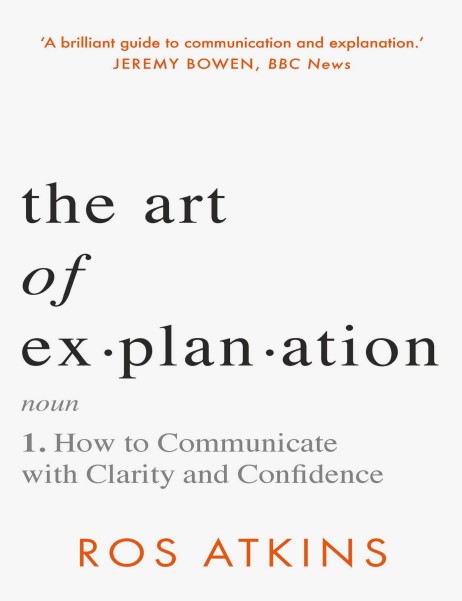 ‘A brilliant guide to communication and explanation.’
JEREMY BOWEN, BBC News
the art
of
ex·plan·ation
noun
1. How to Communicate
with Clarity and Confidence
ROS ATKINS